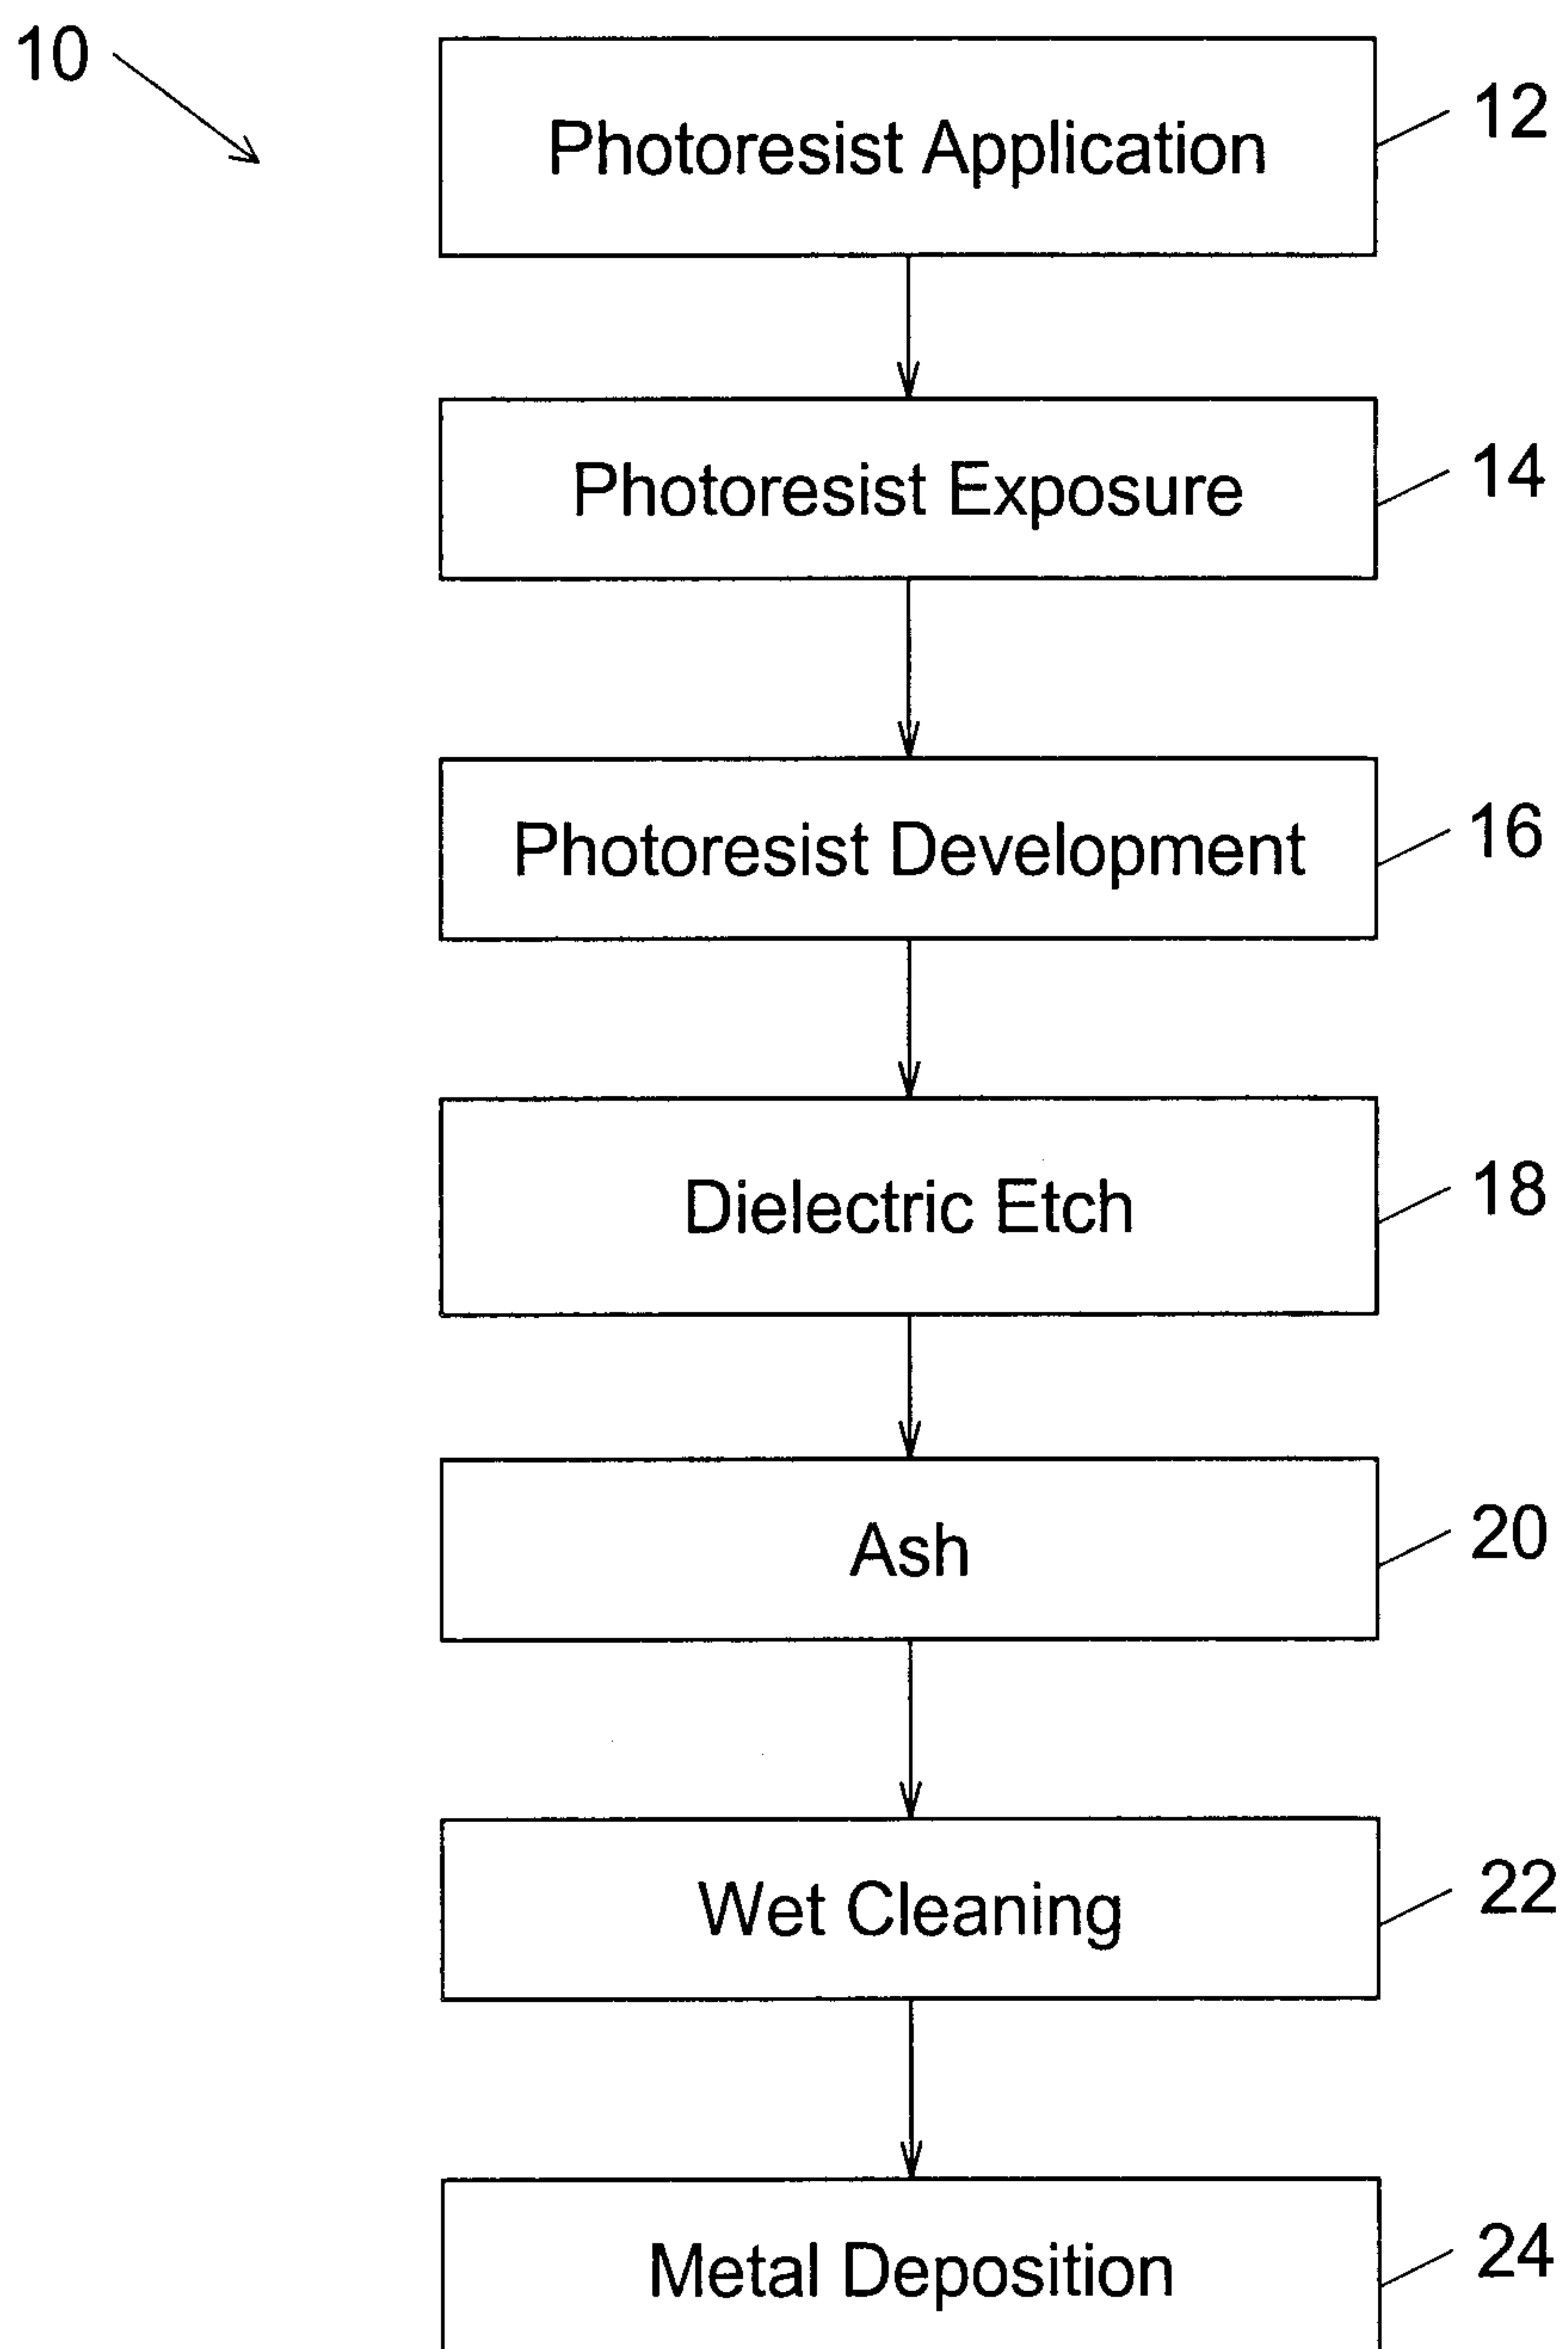 10
Photoresist Application 12
Photoresist Exposure 14
Photoresist Development 16
Dielectric Etch 18
Ash 20
Wet Cleaning 22
Metal Deposition 24